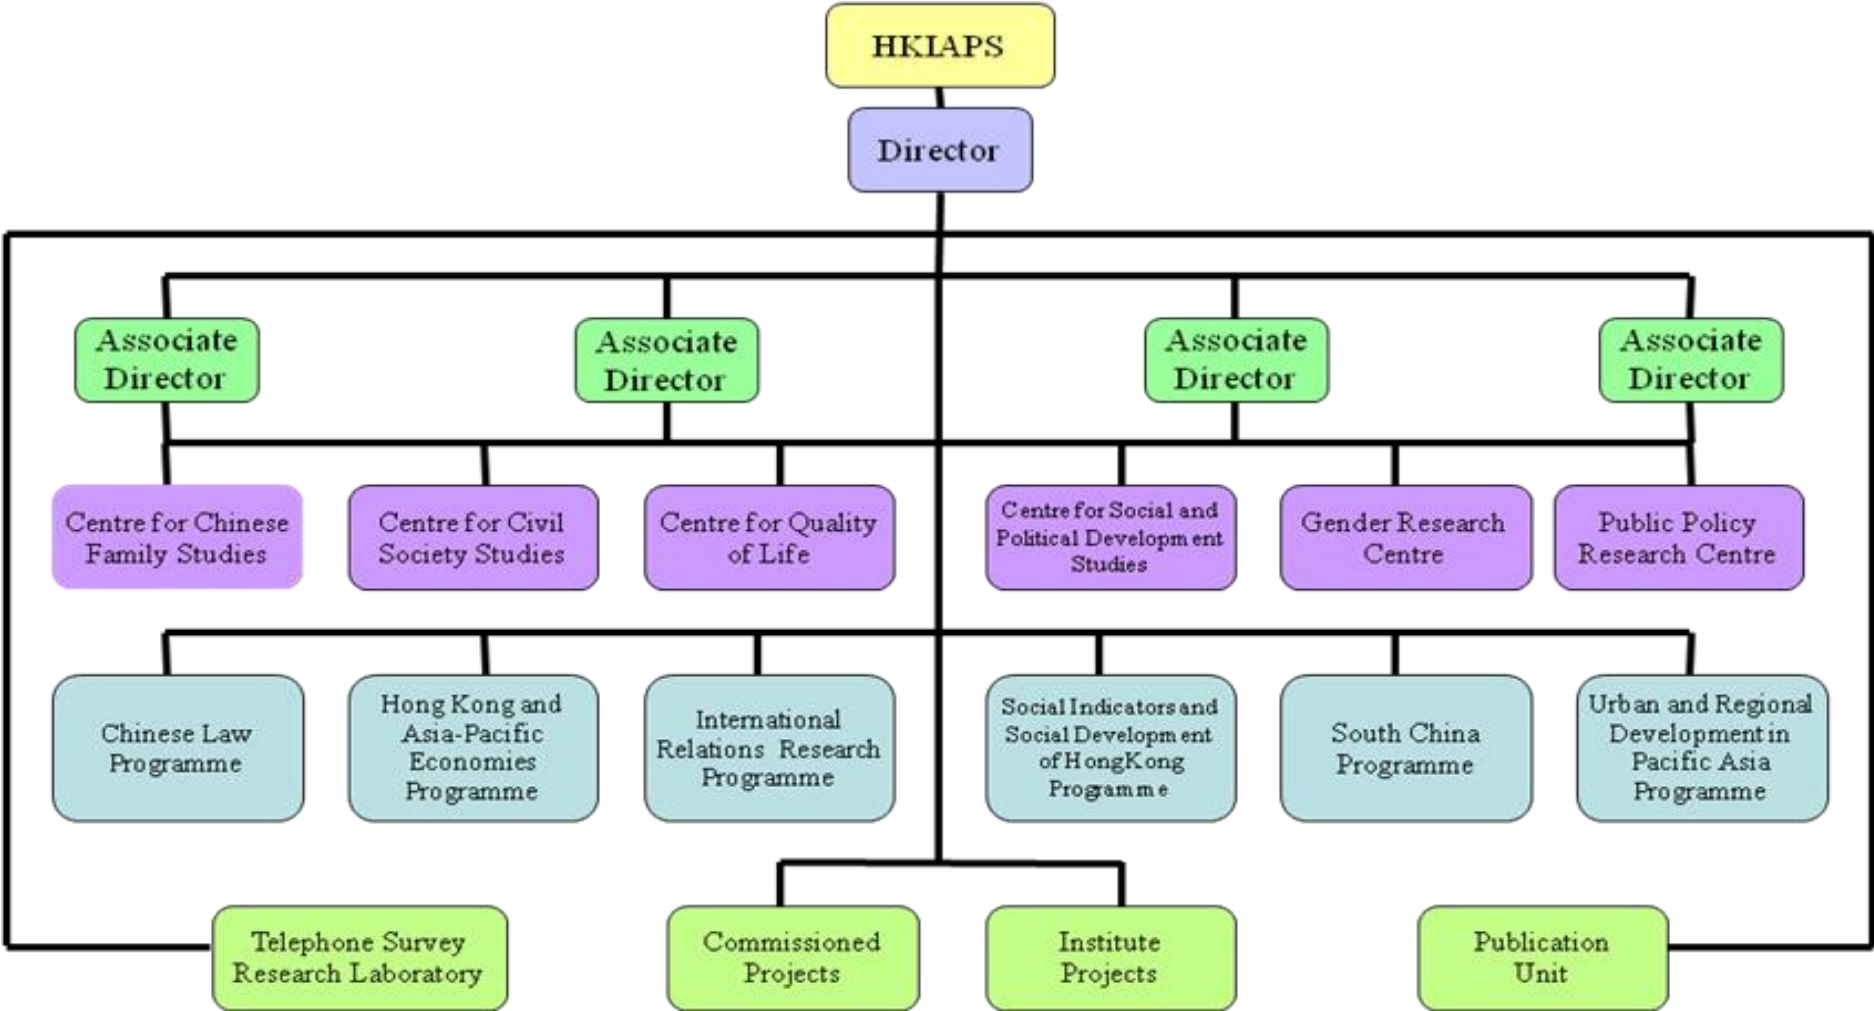 HKIAPS
Director
Associate
Director
Associate
Director
Associate
Director
Associate
Director
Centre for Chinese
Family Studies
Centre for Civil
Society Studies
Centre for Quality
of Life
Centre for Social and
Political Development
Studies
Gender Research
Centre
Public Policy
Research Centre
Chinese Law
Programme
Hong Kong and
Asia-Pacific
Economies
Programme
International
Relations Research
Programme
Social Indicators and
Social Development
of HongKong
Programme
South China
Programme
Urban and Regional
Development in
Pacific Asia
Programme
Telephone Survey
Research Laboratory
Commissioned
Projects
Institute
Projects
Publication
Unit